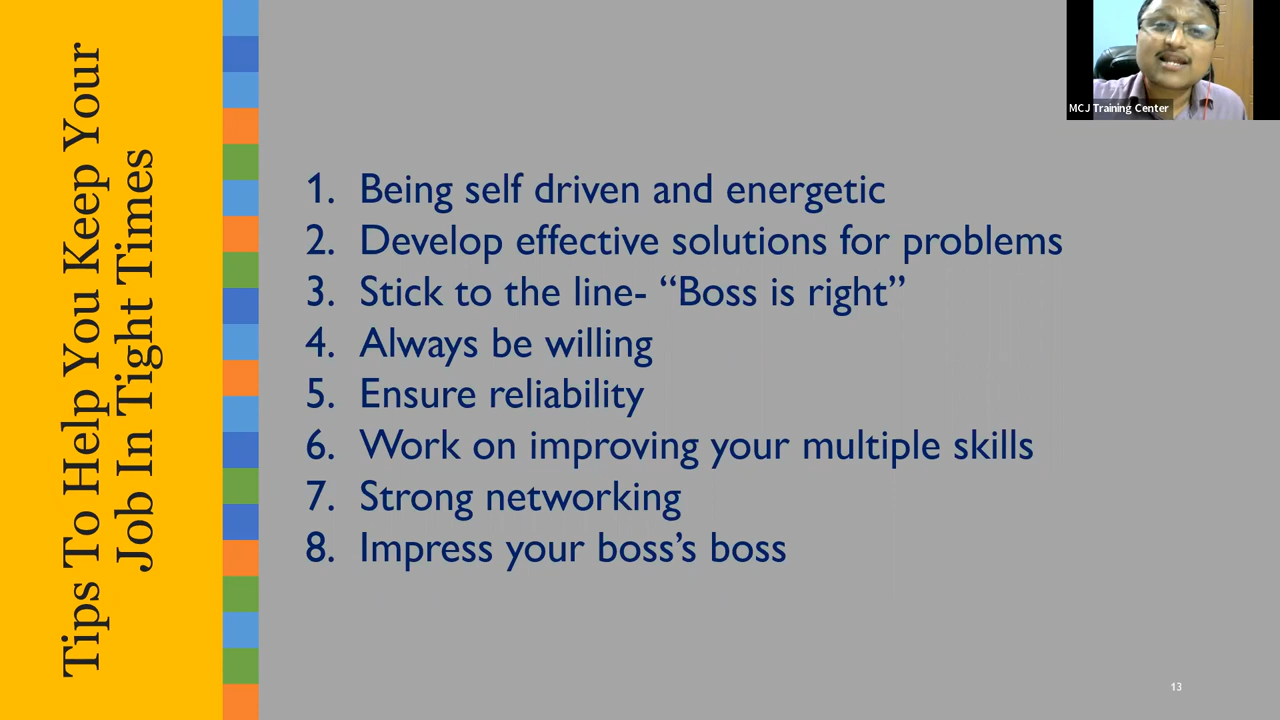 Tips To Help You Keep Your
Job In Tight Times
MCJ Training Center
1. Being self driven and energetic
2. Develop effective solutions for problems
3. Stick to the line- “Boss is right”
4. Always be willing
5. Ensure reliability
6. Work on improving your multiple skills
7. Strong networking
8. Impress your boss’s boss
13